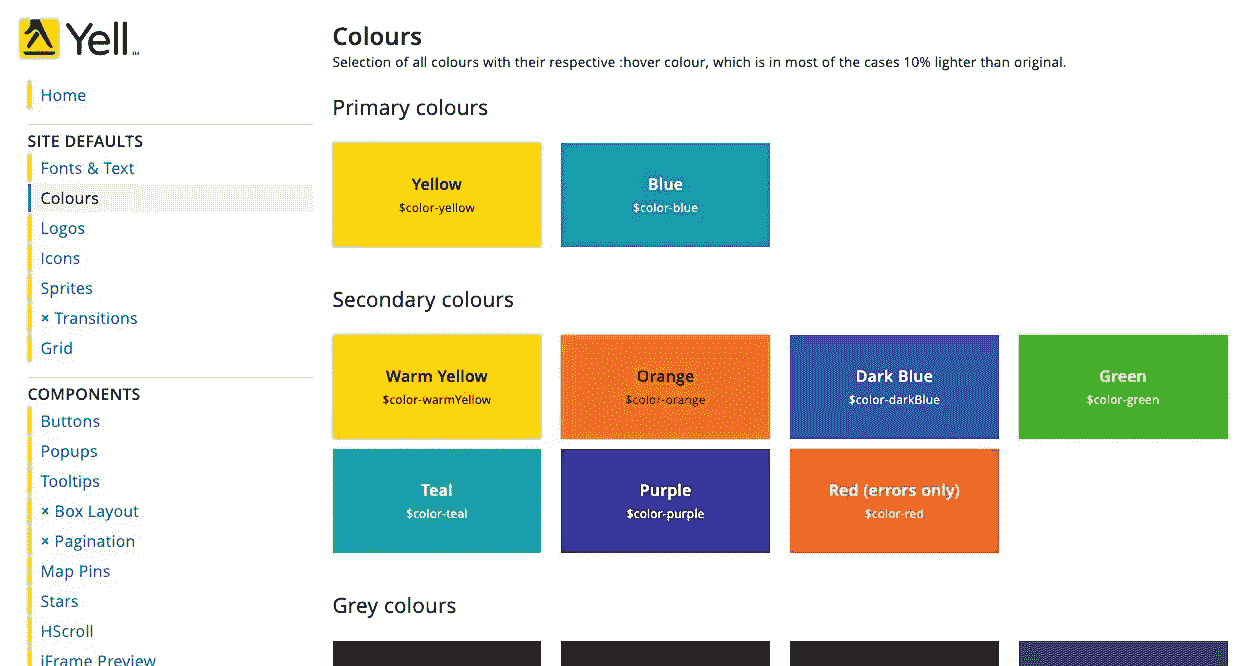 Yell™
Home
SITE DEFAULTS
Fonts & Text
Colours
Logos
Icons
Sprites
× Transitions
Grid
COMPONENTS
Buttons
Popups
Tooltips
× Box Layout
× Pagination
Map Pins
Stars
HScroll
iFrame Preview
Colours
Selection of all colours with their respective :hover colour, which is in most of the cases 10% lighter than original.
Primary colours
Yellow
$color-yellow
Blue
$color-blue
Secondary colours
Warm Yellow
$color-warmYellow
Orange
$color-orange
Dark Blue
$color-darkBlue
Green
$color-green
Teal
$color-teal
Purple
$color-purple
Red (errors only)
$color-red
Grey colours